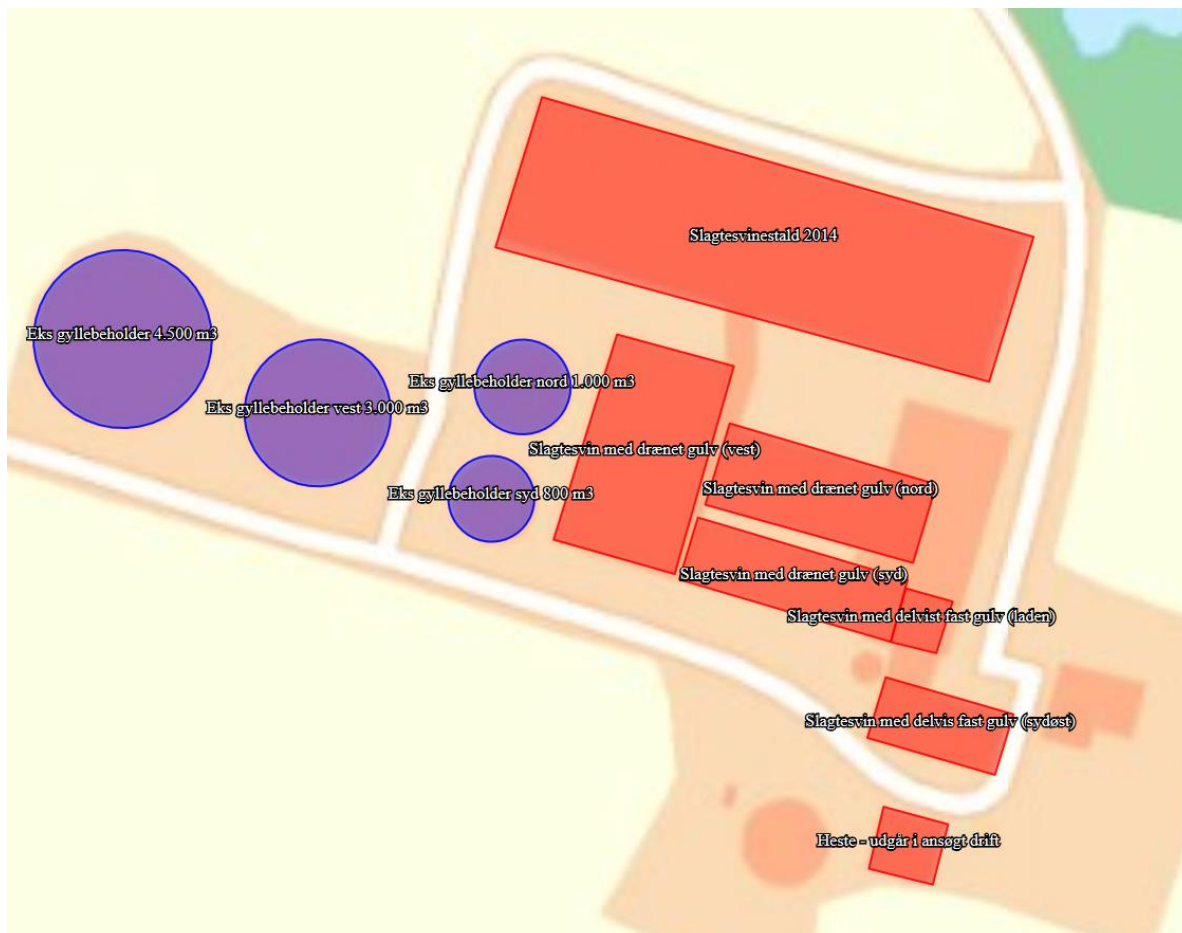 Slagtesvinestald 2014
Eks gyllebeholder 4.500 m3
Eks gyllebeholder nord 1.000 m3
Eks gyllebeholder vest 3.000 m3
Slagtesvin med drænet gulv (vest)
Slagtesvin med drænet gulv (nord)
Eks gyllebeholder syd 800 m3
Slagtesvin med drænet gulv (syd)
Slagtesvin med delvist fast gulv (laden)
Slagtesvin med delvis fast gulv (sydøst)
Heste - udgår i ansøgt drift